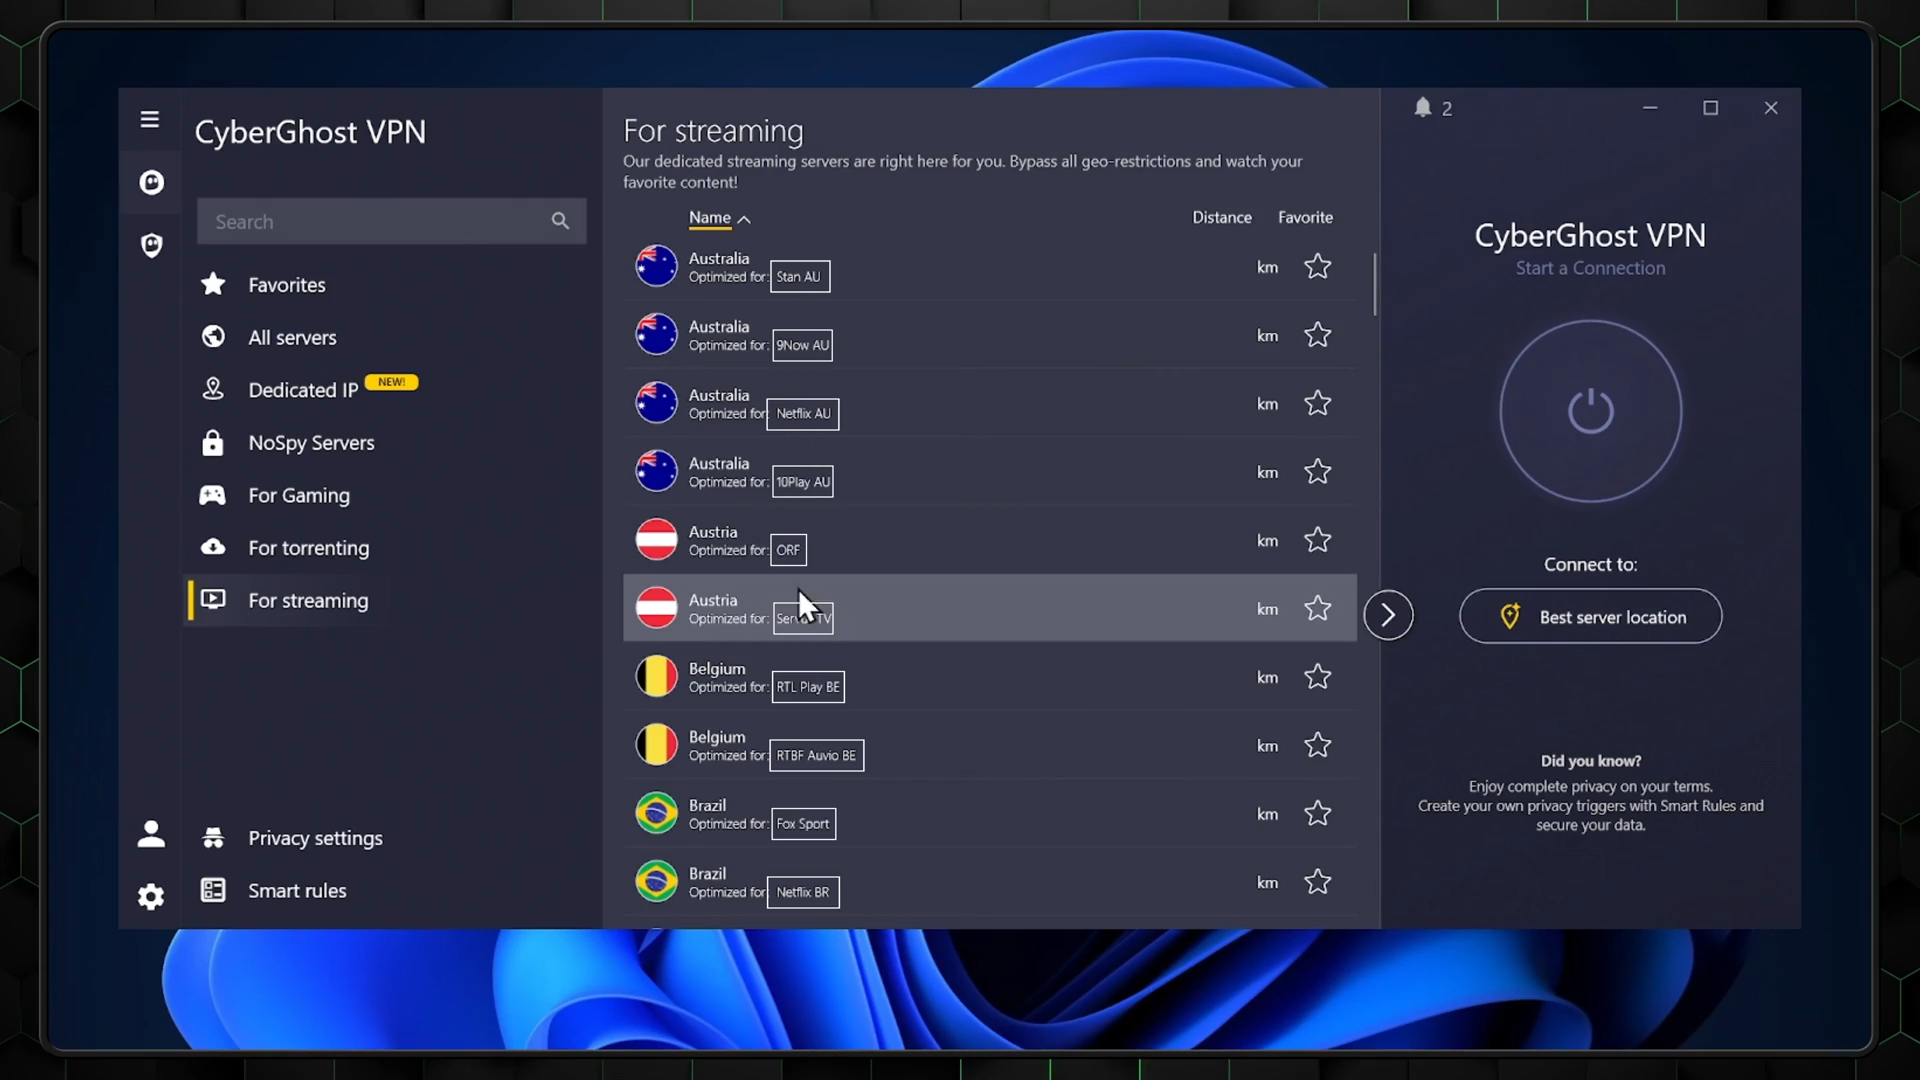 CyberGhost VPN
Search
Favorites
All servers
Dedicated IP NEW!
NoSpy Servers
For Gaming
For torrenting
For streaming
Privacy settings
Smart rules
For streaming
Our dedicated streaming servers are right here for you. Bypass all geo-restrictions and watch your
favorite content!
Name Distance Favorite
Australia
Optimized for: Stan AU
km
Australia
Optimized for: 9Now AU
km
Australia
Optimized for: Netflix AU
km
Australia
Optimized for: 10Play AU
km
Austria
Optimized for: ORF
km
Austria
Optimized for: TV
km
Belgium
Optimized for: RTL Play BE
km
Belgium
Optimized for: RTBF Auvio BE
km
Brazil
Optimized for: Fox Sport
km
Brazil
Optimized for: Netflix BR
km
2
CyberGhost VPN
Start a Connection
Connect to:
Best server location
Did you know?
Enjoy complete privacy on your terms.
Create your own privacy triggers with Smart Rules and
secure your data.